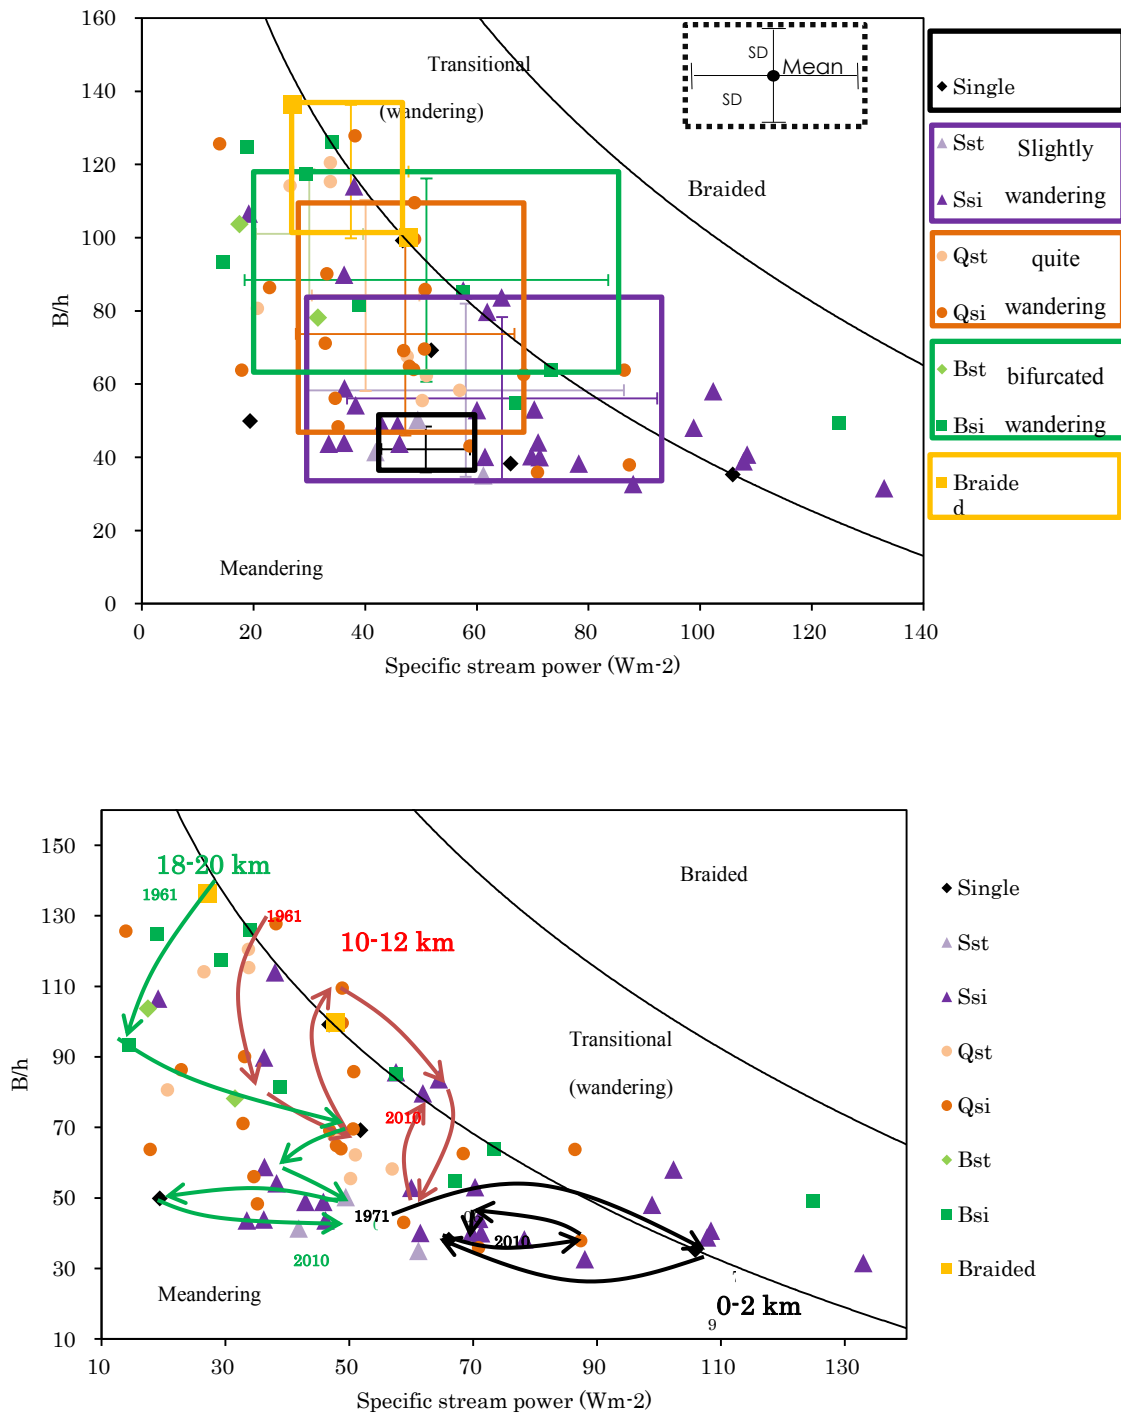 160
140
120
100
80
60
40
20
0
B/h
0 20 40 60 80 100 120 140
Specific stream power (Wm-2)
Transitional
(wandering)
Braided
Meandering
SD
Mean
SD
Single
Sst Slightly
Ssi wandering
Qst quite
Qsi wandering
Bst bifurcated
Bsi wandering
Braide
d
150
130
110
90
70
50
30
10
B/h
10 30 50 70 90 110 130
Specific stream power (Wm-2)
18-20 km
1961
1961
10-12 km
Braided
Transitional
(wandering)
2010
1971
2010
2010
Meandering
0-2 km
9
Single
Sst
Ssi
Qst
Qsi
Bst
Bsi
Braided